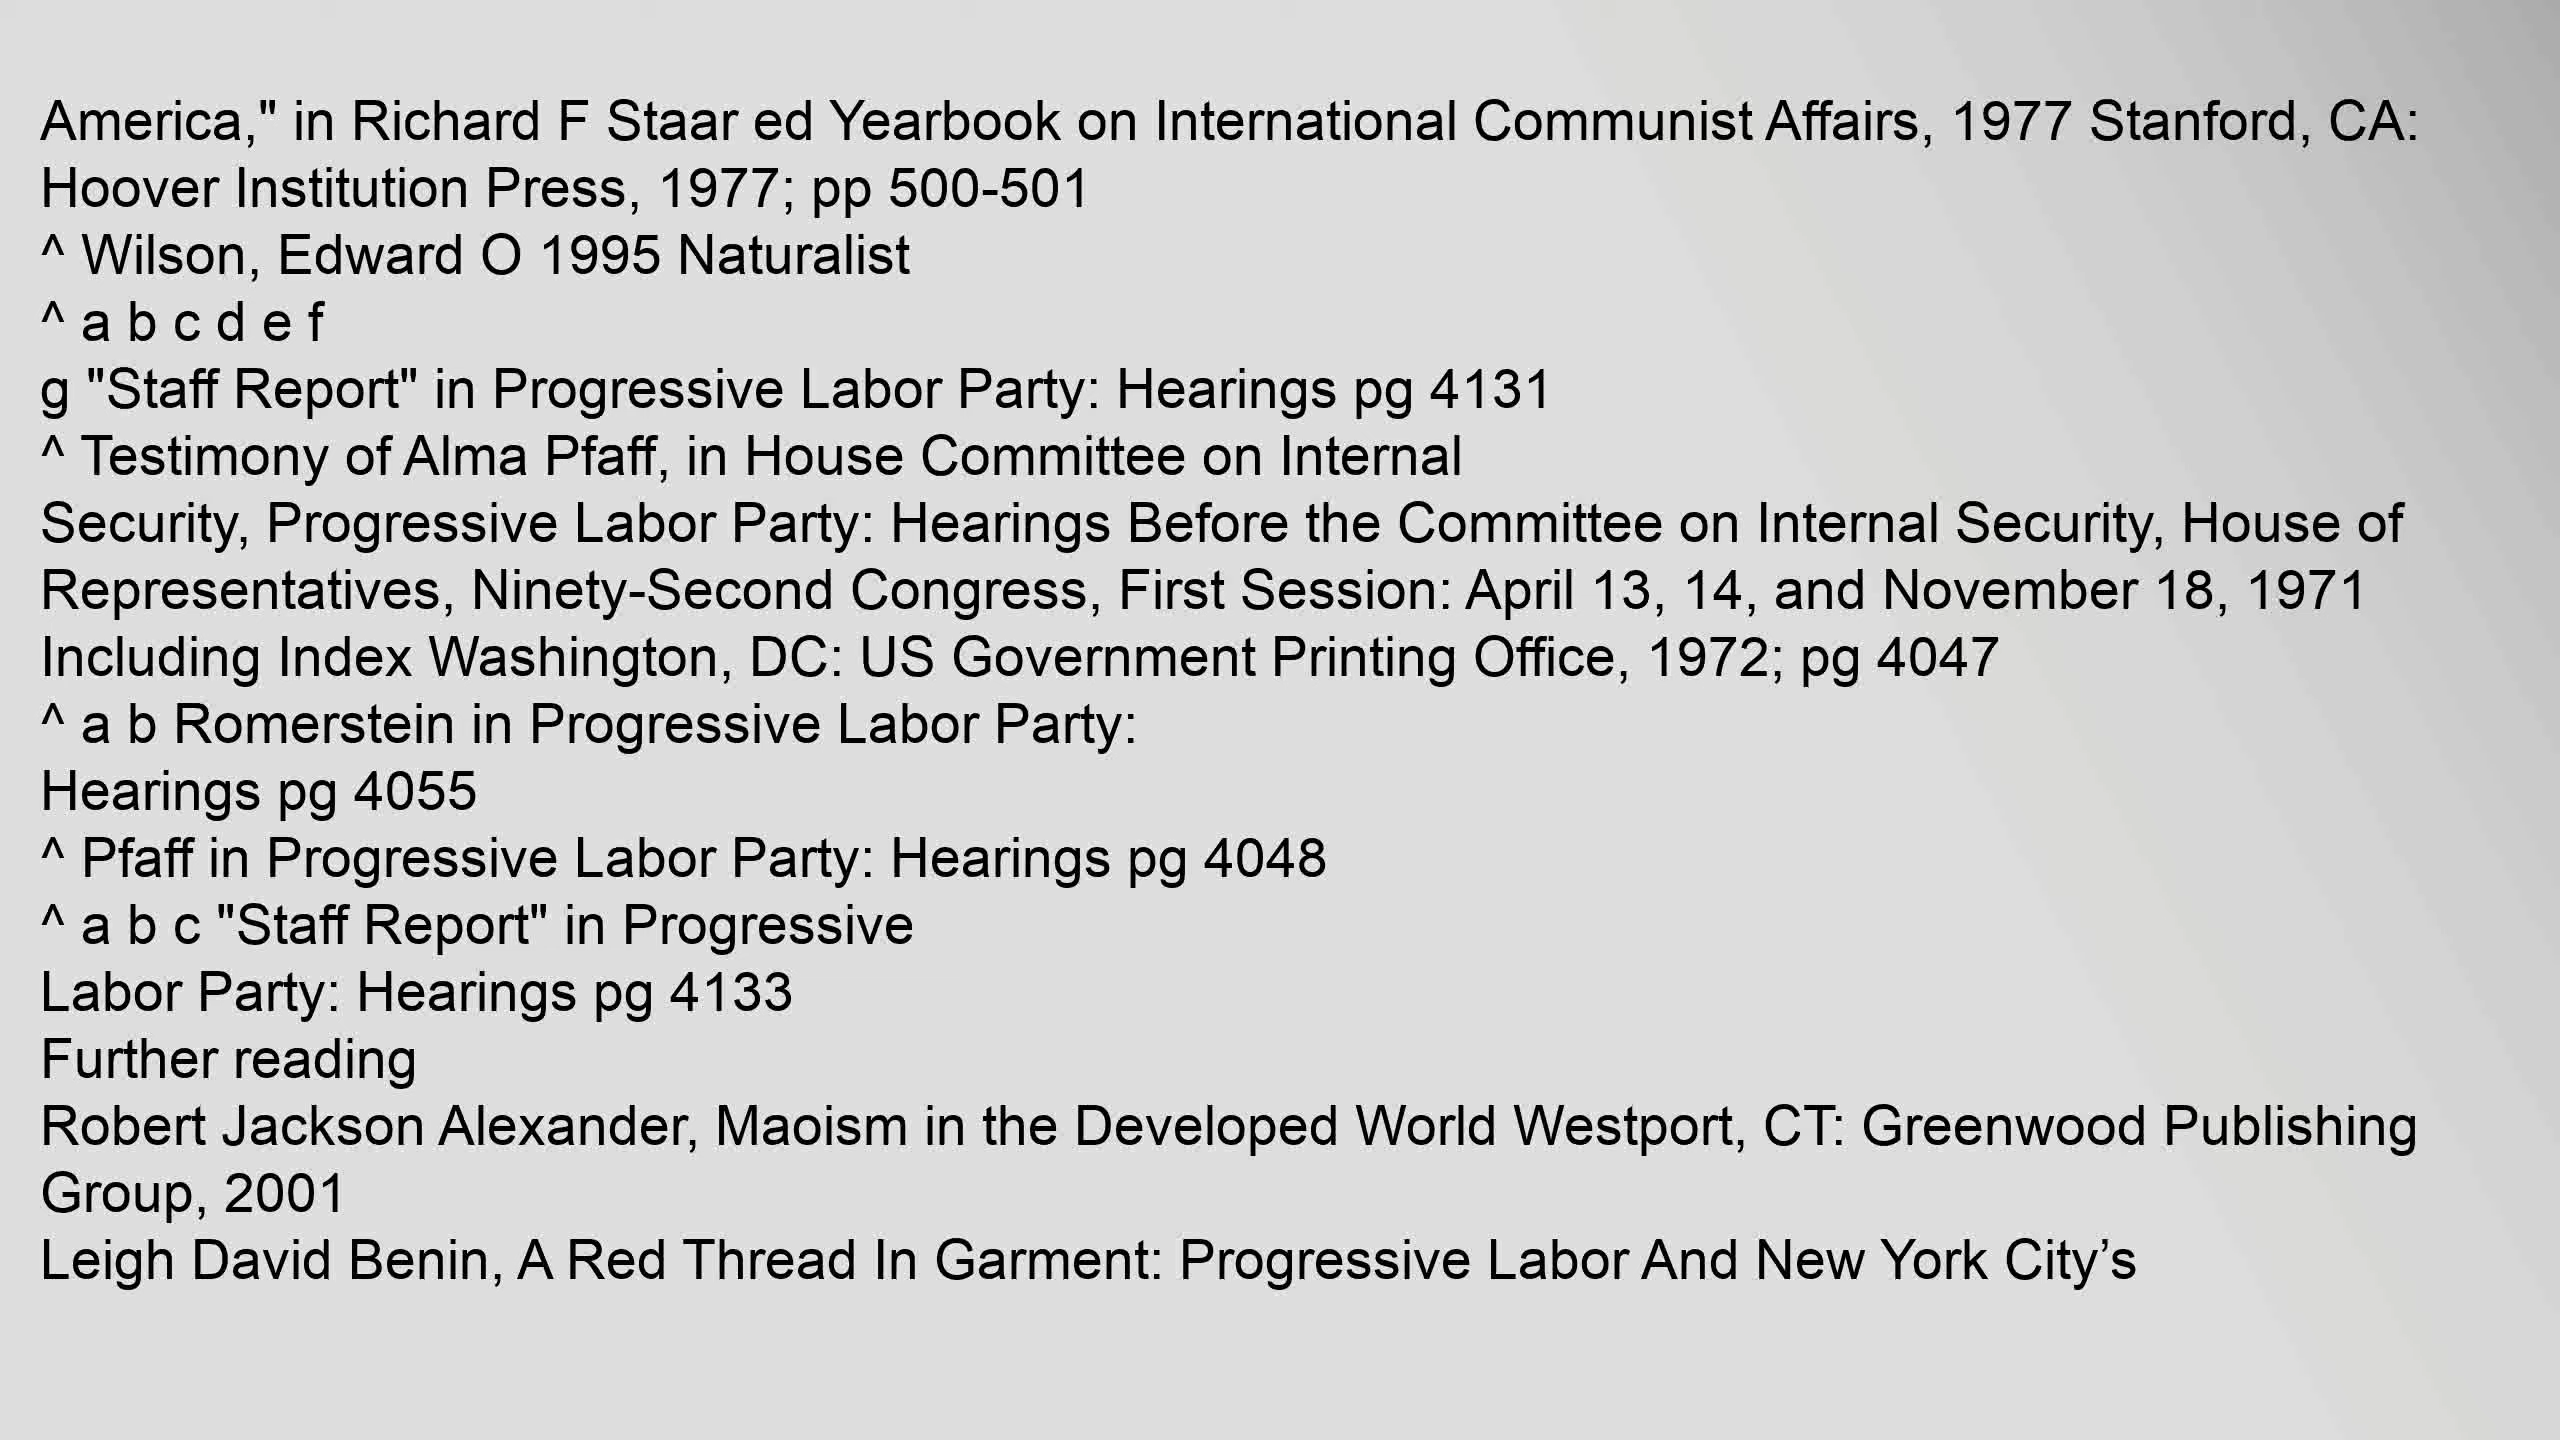 America," in Richard F Staar ed Yearbook on International Communist Affairs, 1977 Stanford, CA:
Hoover Institution Press, 1977; pp 500-501
^ Wilson, Edward O 1995 Naturalist
^ a b c d e f
g "Staff Report" in Progressive Labor Party: Hearings pg 4131
^ Testimony of Alma Pfaff, in House Committee on Internal
Security, Progressive Labor Party: Hearings Before the Committee on Internal Security, House of
Representatives, Ninety-Second Congress, First Session: April 13, 14, and November 18, 1971
Including Index Washington, DC: US Government Printing Office, 1972; pg 4047
^ a b Romerstein in Progressive Labor Party:
Hearings pg 4055
^ Pfaff in Progressive Labor Party: Hearings pg 4048
^ a b c "Staff Report" in Progressive
Labor Party: Hearings pg 4133
Further reading
Robert Jackson Alexander, Maoism in the Developed World Westport, CT: Greenwood Publishing
Group, 2001
Leigh David Benin, A Red Thread In Garment: Progressive Labor And New York City’s